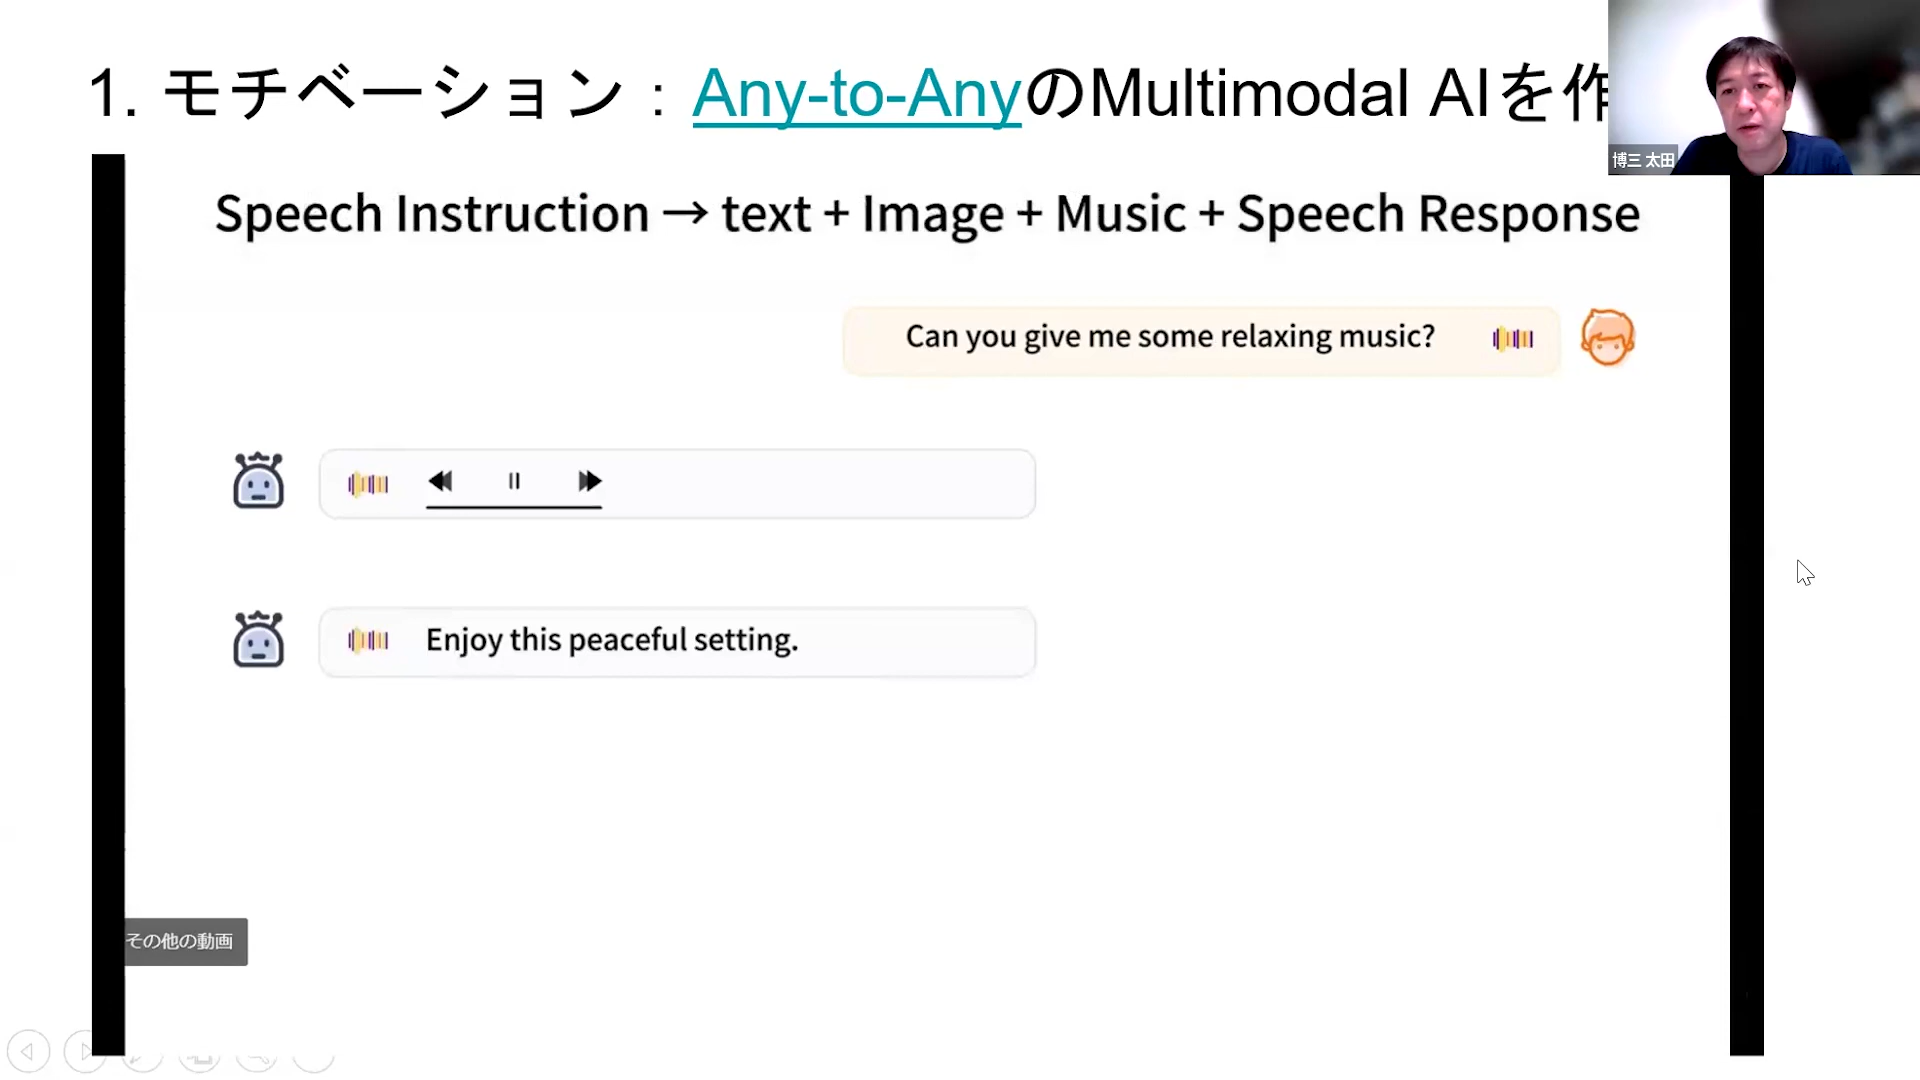 1. モチベーション：Any-to-AnyのMultimodal AIを作
博三 太田
Speech Instruction → text + Image + Music + Speech Response
Can you give me some relaxing music?
Enjoy this peaceful setting.
その他の動画